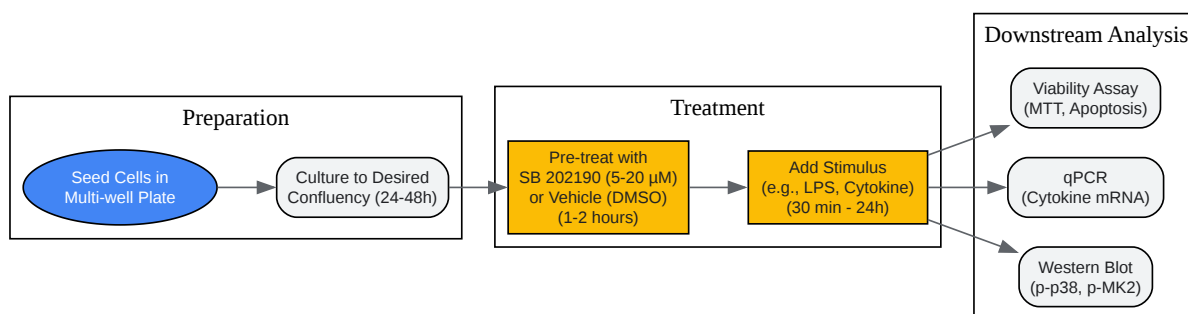 Preparation
Seed Cells in
Multi-well Plate
Culture to Desired
Confluency (24-48h)
Treatment
Pre-treat with
SB 202190 (5-20 µM)
or Vehicle (DMSO)
(1-2 hours)
Add Stimulus
(e.g., LPS, Cytokine)
(30 min - 24h)
Downstream Analysis
Viability Assay
(MTT, Apoptosis)
qPCR
(Cytokine mRNA)
Western Blot
(p-p38, p-MK2)